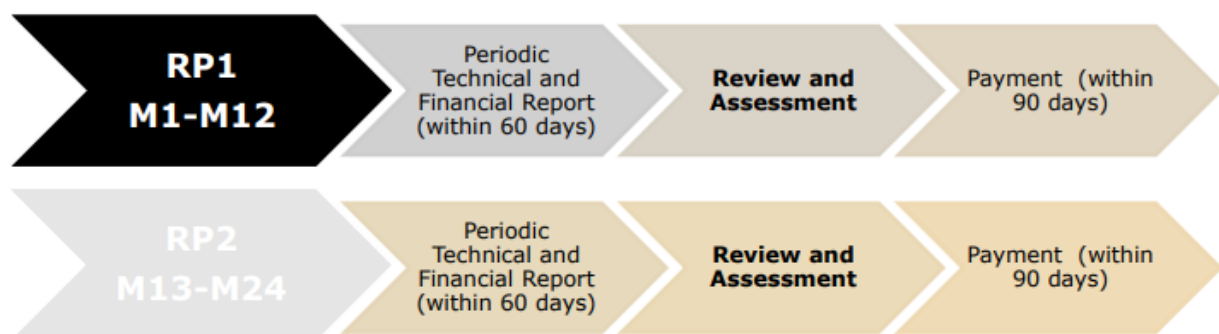 RP1
M1-M12
Periodic
Technical and
Financial Report
(within 60 days)
Review and
Assessment
Payment (within
90 days)
RP2
M13-M24
Periodic
Technical and
Financial Report
(within 60 days)
Review and
Assessment
Payment (within
90 days)